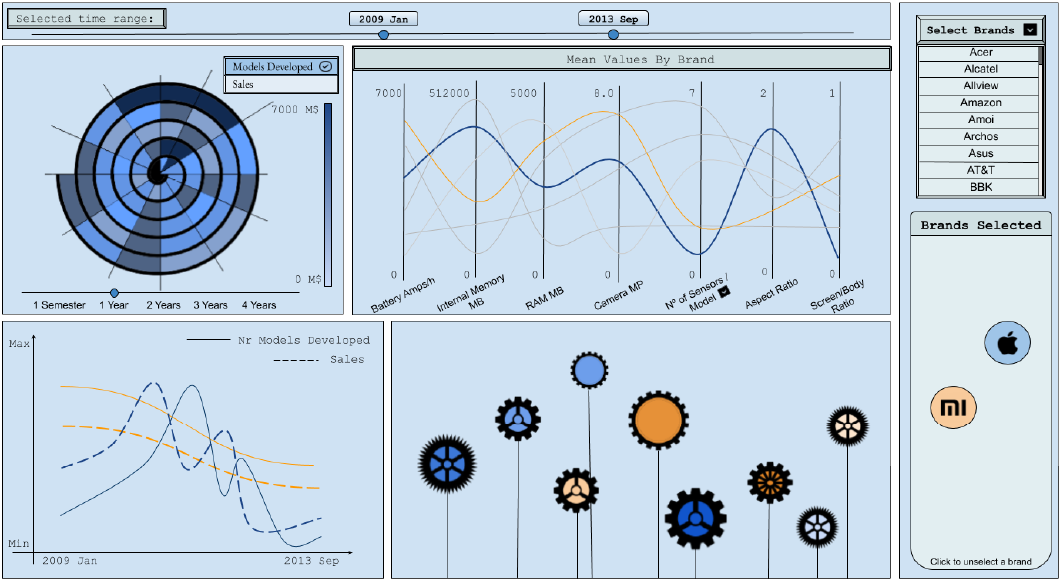 Selected time range:
2009 Jan
2013 Sep
Models Developed
Sales
7000 M$
0 M$
1 Semester
1 Year
2 Years
3 Years
4 Years
Mean Values By Brand
7000
512000
5000
8.0
7
2
1
0
0
0
0
0
0
0
Battery Amps/h
Internal Memory
MB
RAM MB
Camera MP
Nº of Sensors /
Model
Aspect Ratio
Screen/Body
Ratio
Select Brands
Acer
Alcatel
Allview
Amazon
Amoi
Archos
Asus
AT&T
BBK
Brands Selected
MI
Click to unselect a brand
Max
Nr Models Developed
Sales
Min
2009 Jan
2013 Sep